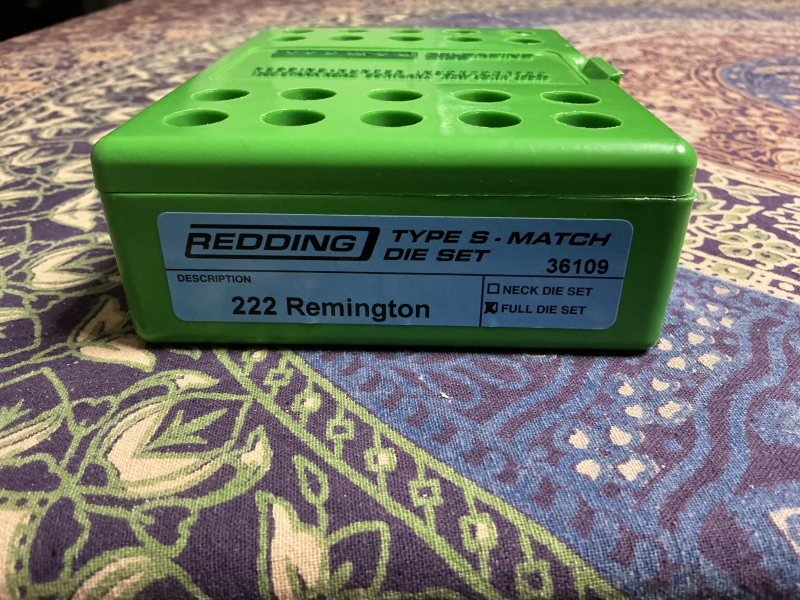 REDDING TYPE S - MATCH
DIE SET
36109
DESCRIPTION
222 Remington
NECK DIE SET
FULL DIE SET